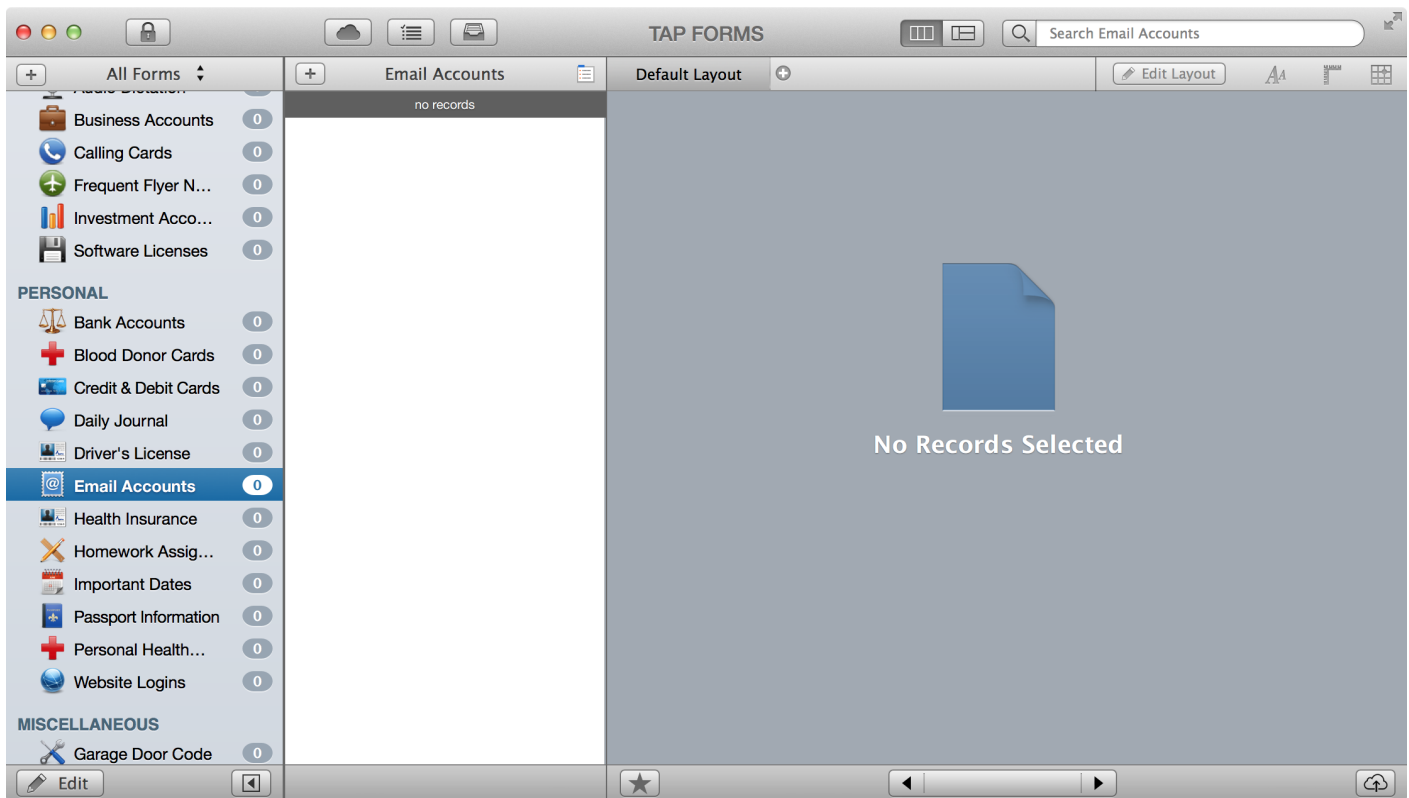 TAP FORMS
Search Email Accounts
+
All Forms
+
Email Accounts
Default Layout
Edit Layout
AA
Audio Dictation 0
Business Accounts 0
Calling Cards 0
Frequent Flyer N... 0
Investment Acco... 0
Software Licenses 0
PERSONAL
Bank Accounts 0
Blood Donor Cards 0
Credit & Debit Cards 0
Daily Journal 0
Driver's License 0
Email Accounts 0
Health Insurance 0
Homework Assig... 0
Important Dates 0
Passport Information 0
Personal Health... 0
Website Logins 0
MISCELLANEOUS
Garage Door Code 0
Edit
no records
No Records Selected